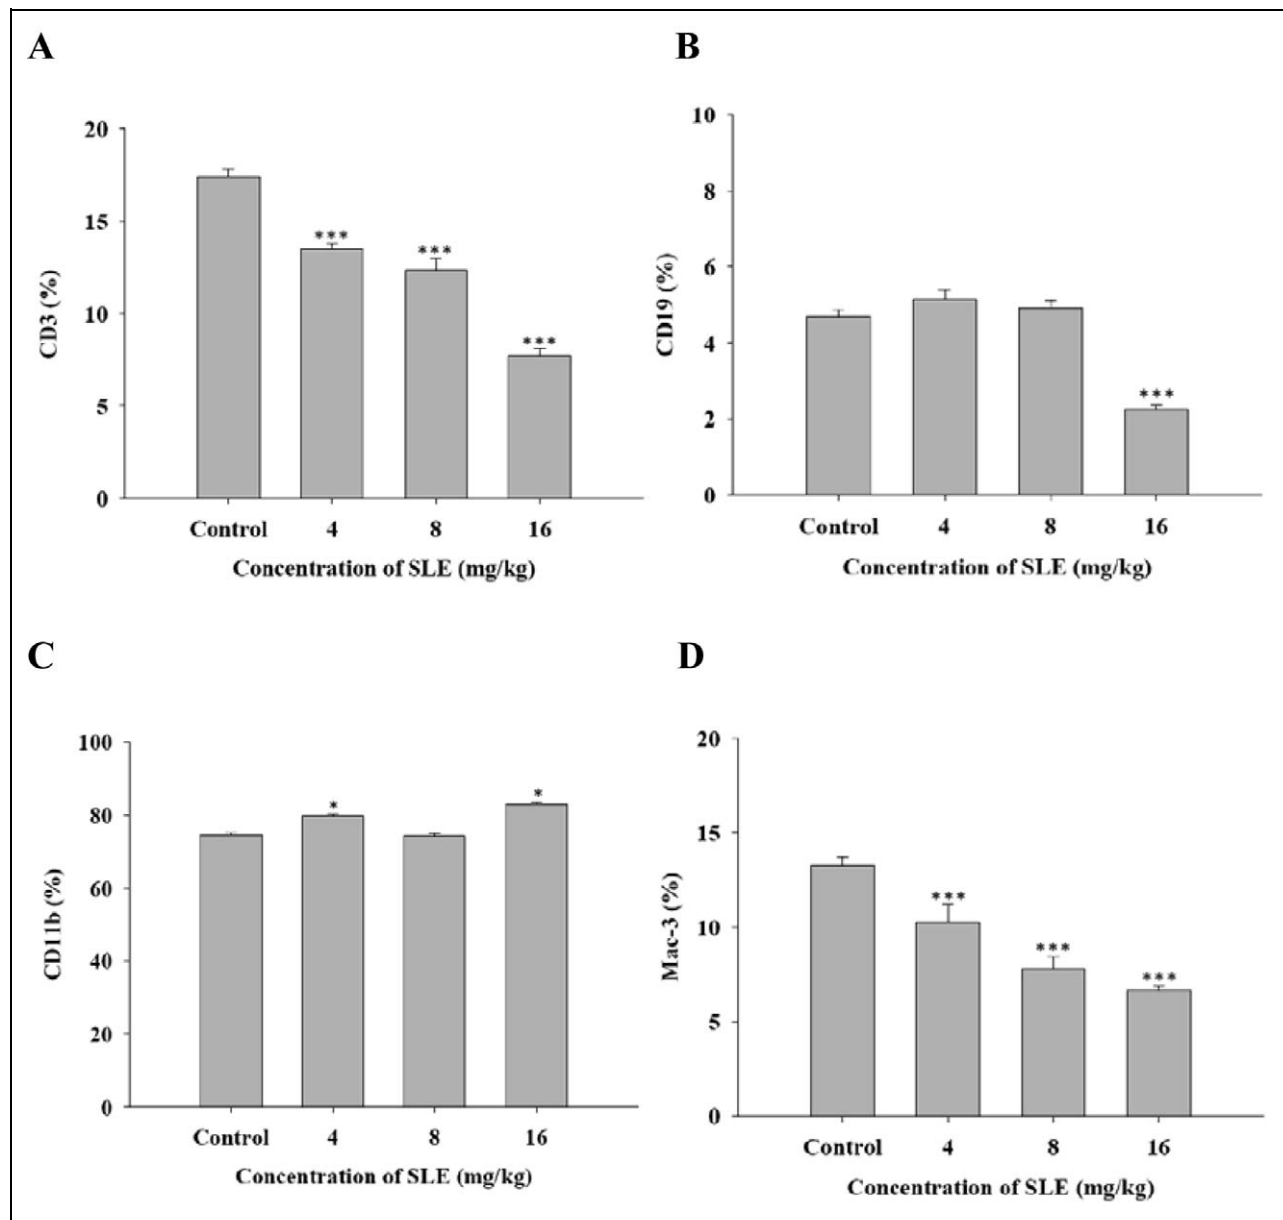 A
20
15
10
5
0
CD3 (%)
***
***
***
Control 4 8 16
Concentration of SLE (mg/kg)
B
10
8
6
4
2
0
CD19 (%)
***
Control 4 8 16
Concentration of SLE (mg/kg)
C
100
80
60
40
20
0
CD11b (%)
*
*
Control 4 8 16
Concentration of SLE (mg/kg)
D
20
15
10
5
0
Mac-3 (%)
***
***
***
Control 4 8 16
Concentration of SLE (mg/kg)